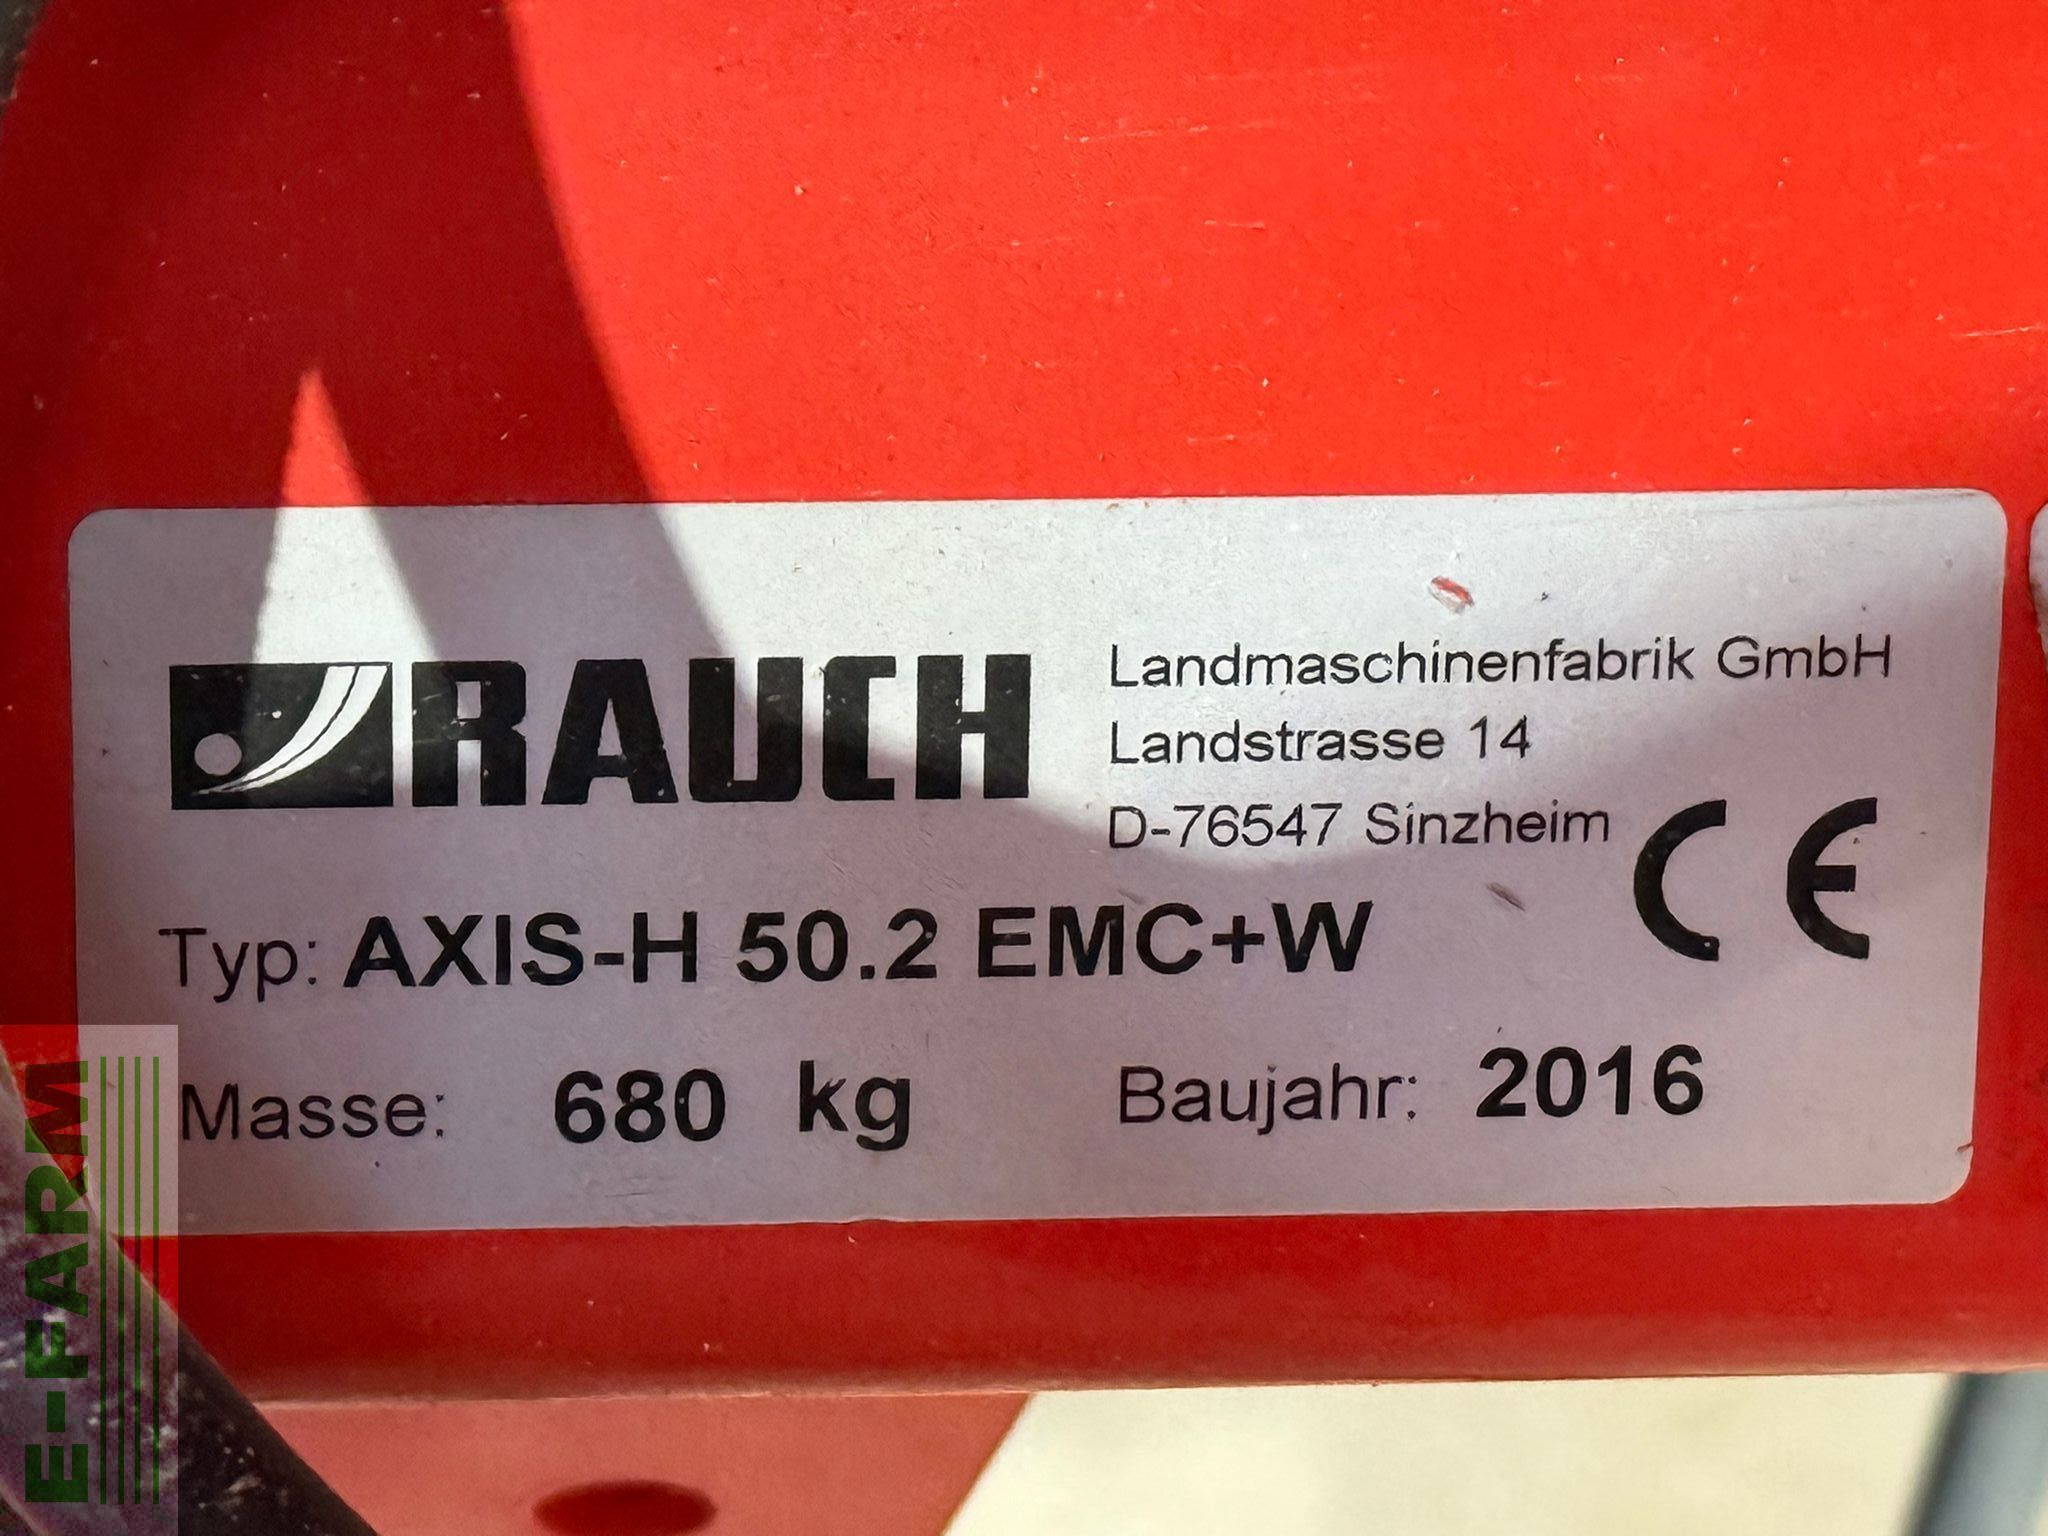 RAUCH
Landmaschinenfabrik GmbH
Landstrasse 14
D-76547 Sinzheim
CE
Typ: AXIS-H 50.2 EMC+W
Masse: 680 kg
Baujahr: 2016
E-FARM